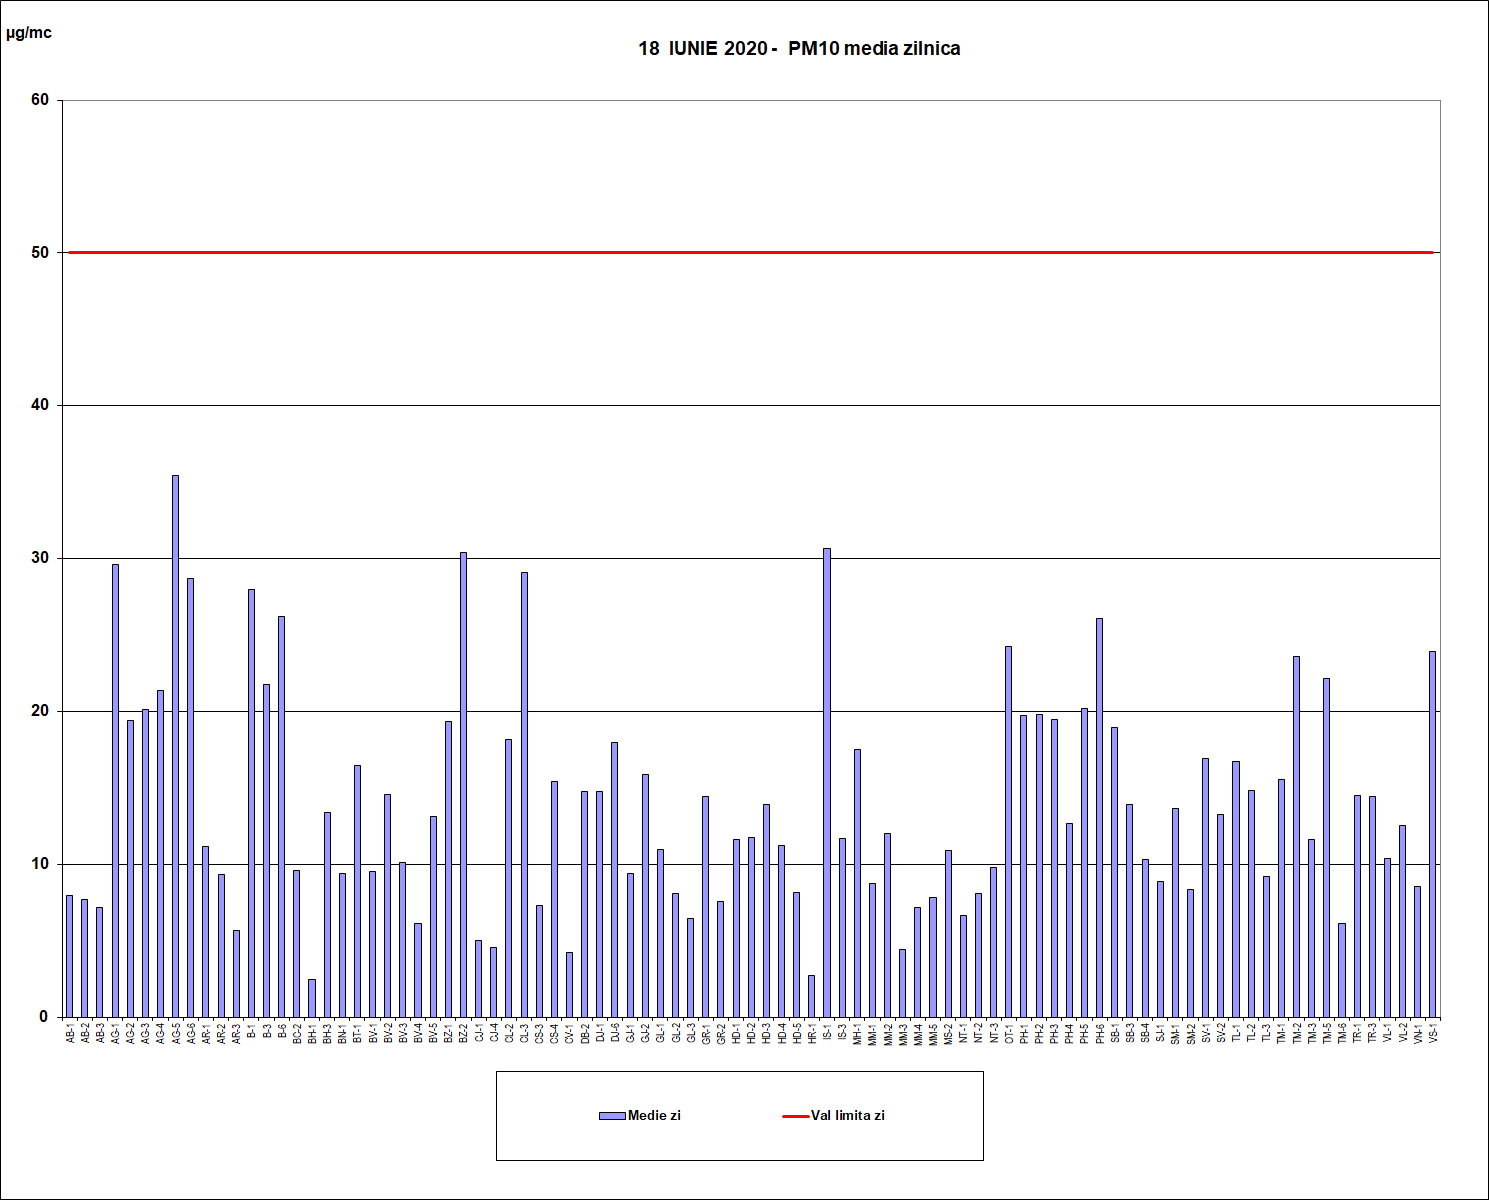 µg/mc
18 IUNIE 2020 - PM10 media zilnica
60
50
40
30
20
10
0
AB-1 AB-2 AB-3 AG-1 AG-2 AG-3 AG-4 AG-5 AG-6 AR-1 AR-2 AR-3 B-1 B-3 B-6 BC-2 BH-1 BH-3 BN-1 BT-1 BV-1 BV-2 BV-3 BV-4 BV-5 BZ-1 BZ-2 CJ-1 CJ-4 CL-2 CL-3 CS-3 CS-4 CV-1 DB-2 DJ-1 DJ-6 GJ-1 GJ-2 GL-1 GL-2 GL-3 GR-1 GR-2 HD-1 HD-2 HD-3 HD-4 HD-5 HR-1 IS-1 IS-3 MH-1 MM-1 MM-2 MM-3 MM-4 MM-5 MS-2 NT-1 NT-2 NT-3 OT-1 PH-1 PH-2 PH-3 PH-4 PH-5 PH-6 SB-1 SB-3 SB-4 SJ-1 SM-1 SM-2 SV-1 SV-2 TL-1 TL-2 TL-3 TM-1 TM-2 TM-3 TM-5 TM-6 TR-1 TR-3 VL-1 VL-2 VN-1 VS-1
Medie zi Val limita zi